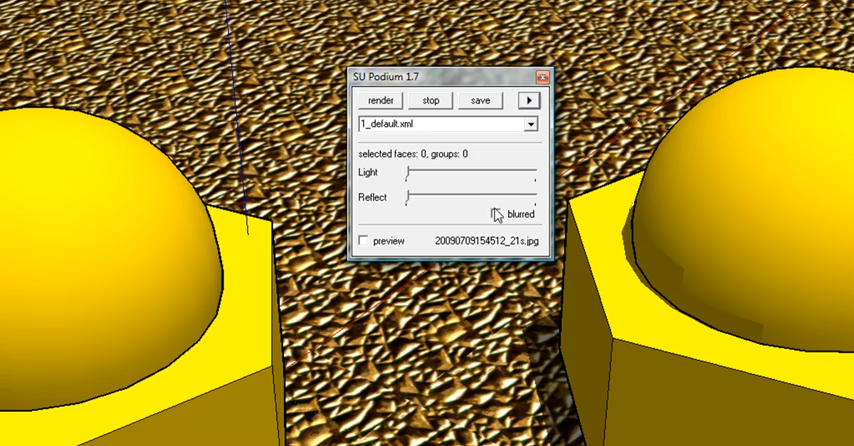 SU Podium 1.7
render stop save
1_default.xml
selected faces: 0, groups: 0
Light
Reflect
blurred
preview 20090709154512_21s.jpg